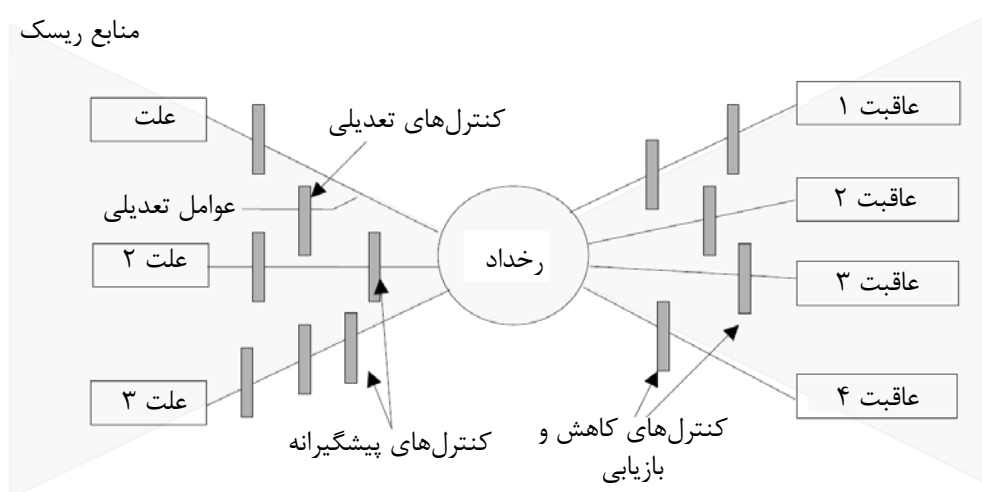 منابع ریسک
علت
کنترل‌های تعدیلی
عوامل تعدیلی
علت ۲
علت ۳
کنترل‌های پیشگیرانه
رخداد
عاقبت ۱
عاقبت ۲
عاقبت ۳
عاقبت ۴
کنترل‌های کاهش و
بازیابی